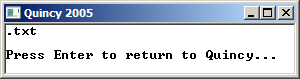 Quincy 2005
.txt
Press Enter to return to Quincy...